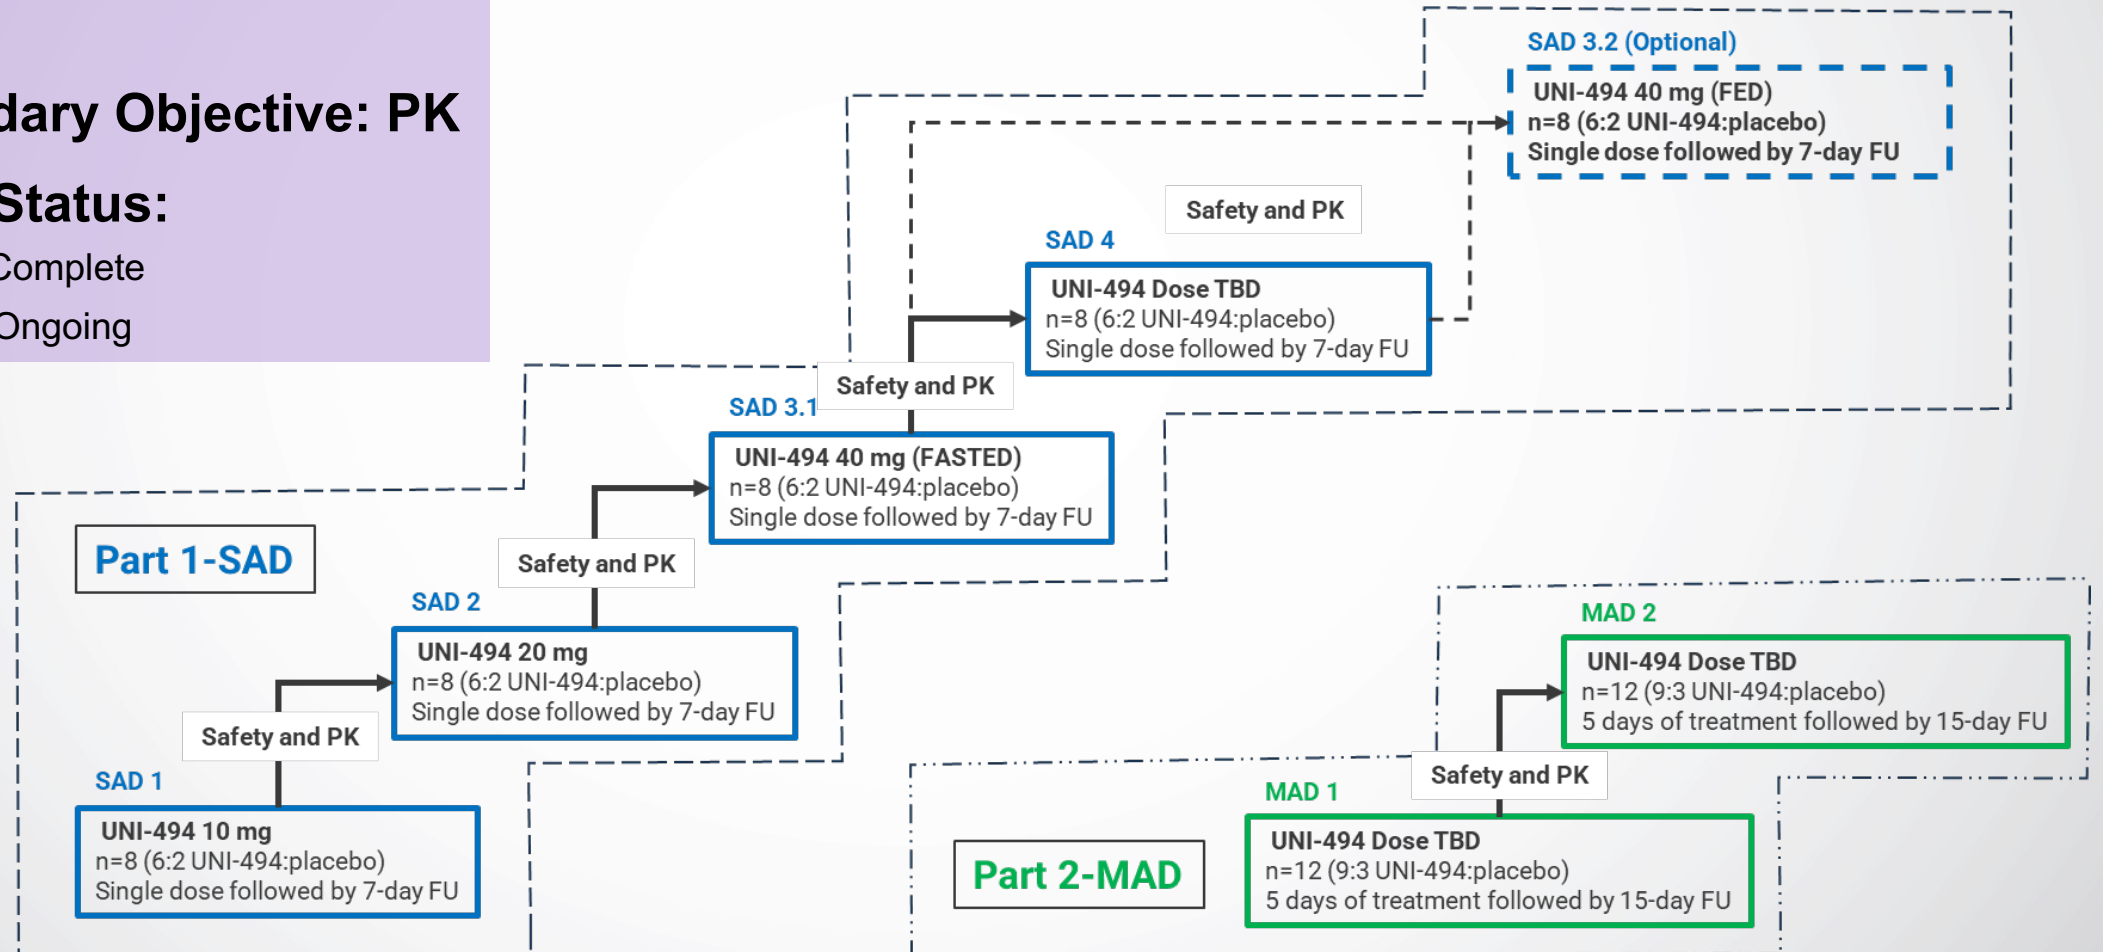 dary Objective: PK
Status:
Complete
Ongoing
SAD 3.2 (Optional)
UNI-494 40 mg (FED)
n=8 (6:2 UNI-494:placebo)
Single dose followed by 7-day FU
Safety and PK
SAD 4
UNI-494 Dose TBD
n=8 (6:2 UNI-494:placebo)
Single dose followed by 7-day FU
Safety and PK
SAD 3.1
UNI-494 40 mg (FASTED)
n=8 (6:2 UNI-494:placebo)
Single dose followed by 7-day FU
Part 1-SAD
Safety and PK
SAD 2
UNI-494 20 mg
n=8 (6:2 UNI-494:placebo)
Single dose followed by 7-day FU
Safety and PK
SAD 1
UNI-494 10 mg
n=8 (6:2 UNI-494:placebo)
Single dose followed by 7-day FU
MAD 2
UNI-494 Dose TBD
n=12 (9:3 UNI-494:placebo)
5 days of treatment followed by 15-day FU
Safety and PK
MAD 1
UNI-494 Dose TBD
n=12 (9:3 UNI-494:placebo)
5 days of treatment followed by 15-day FU
Part 2-MAD